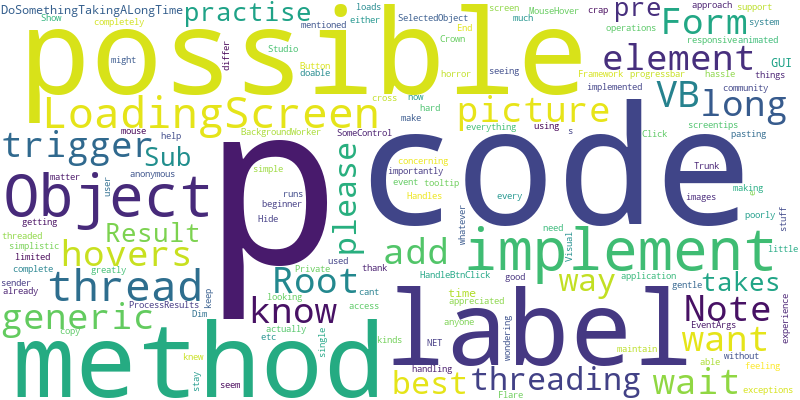 DoSomethingTakingALongTime
Show
completely
practise
possible
loads
either
mentioned
End
Crown
screen
SelectedObject
much
MouseHover
crap
pre
Form
approach
support
system
responsive
animated
operations
might
differ
Studio
Button
doable
horror
seeing
LoadingScreen
cross
now
hard
make
picture
element
Framework
progressbar
hassle
GUI
things
implemented
VB
long
community
screentips
pasting
trigger
mouse
help
Sub
BackgroundWorker
SomeControl
everything
using
s
Click
anonymous
matter
user
simple
please
concerning
importantly
event
tooltip
Handles
every
code
Trunk
images
making
ip
poorly
stuff
Object
p
runs
beginner
Hide
whatever
getting
threaded
simplistic
limited
Result
hovers
used
Private
add
implement
need
Visual
application
little
gentle
complete
greatly
thread
Root
thank
cant
HandleBtnClick
good
way
takes
sender
already
ProcessResults
Dim
keep
know
looking
access
time
appreciated
anyone
wondering
Note
EventArgs
experience
generic
copy
actually
etc
single
kinds
label
NET
maintain
want
able
without
method
knew
stay
seem
handling
best
threading
Flare
wait
feeling
exceptions